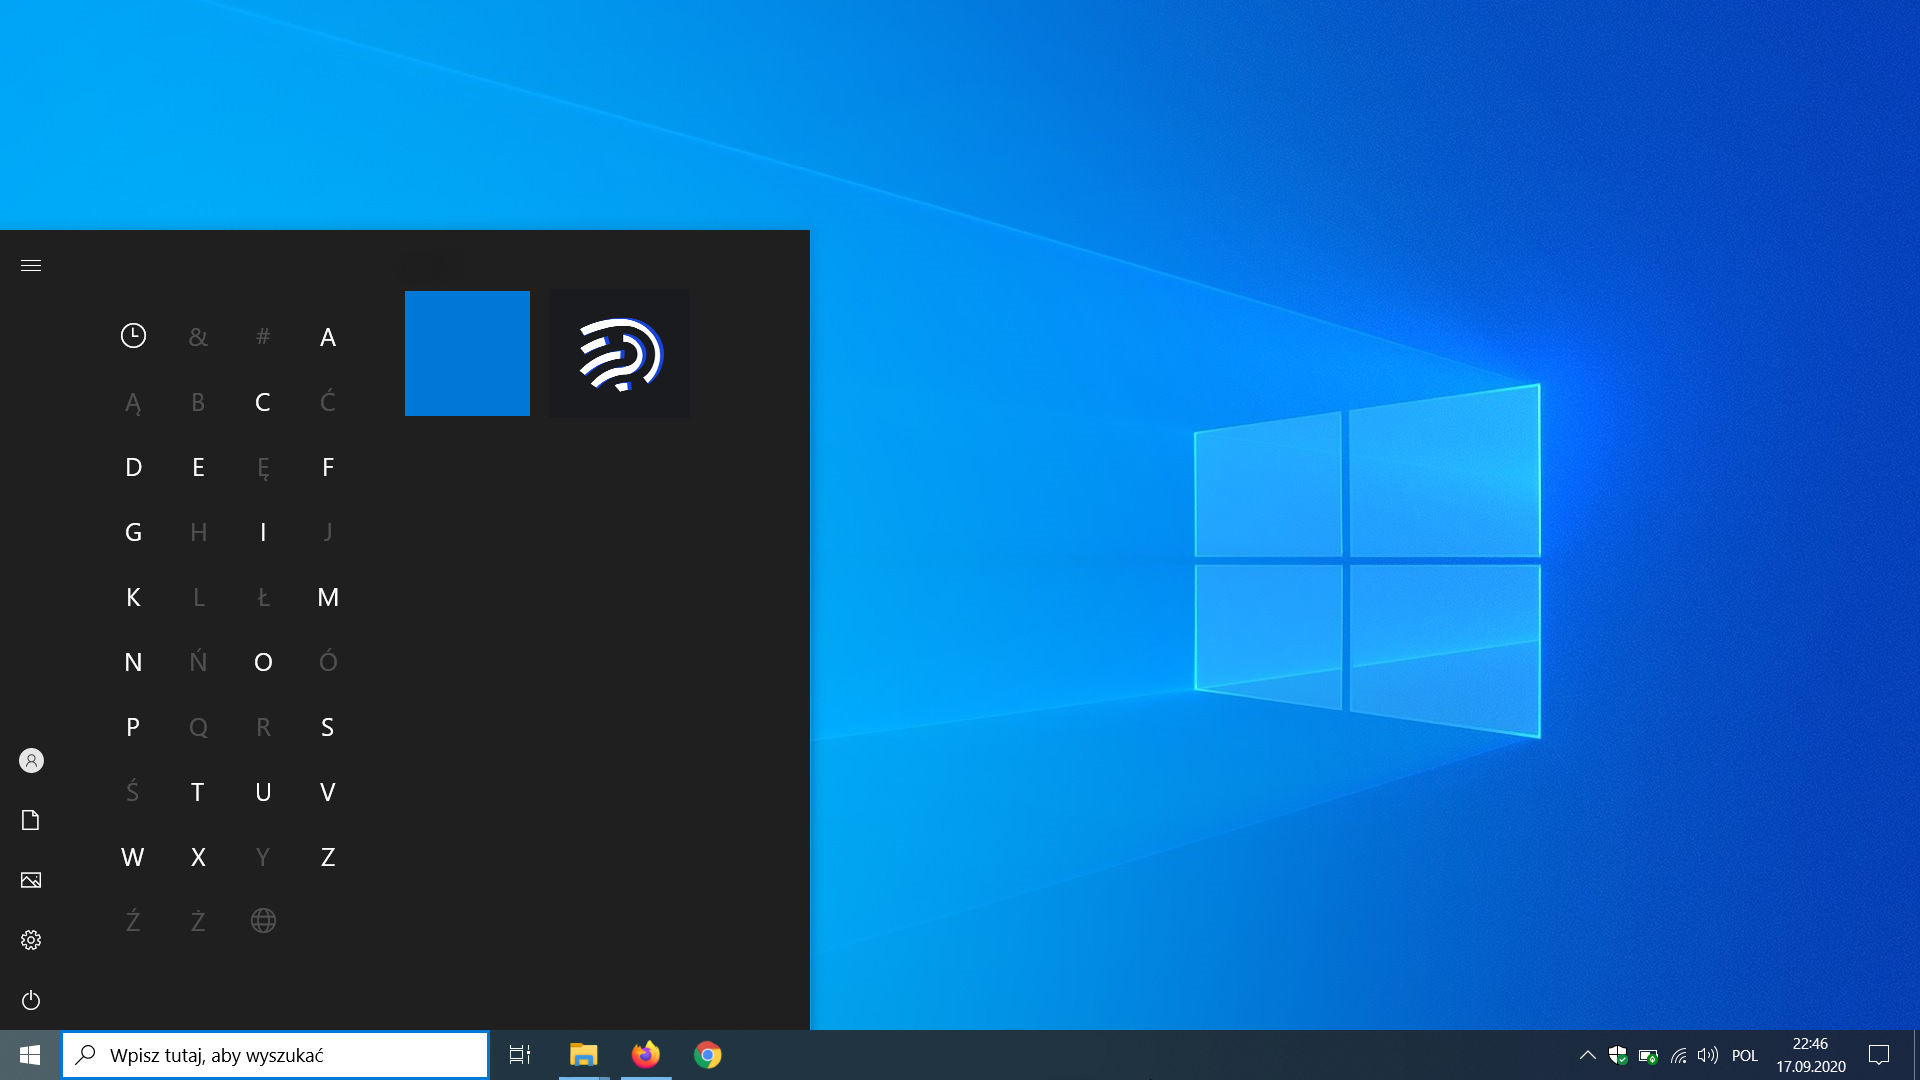 & # A
Ą B C Ć
D E Ę F
G H I J
K L Ł M
N Ń O Ó
P Q R S
Ś T U V
W X Y Z
Ź Ż
Wpisz tutaj, aby wyszukać
POL
22:46
17.09.2020